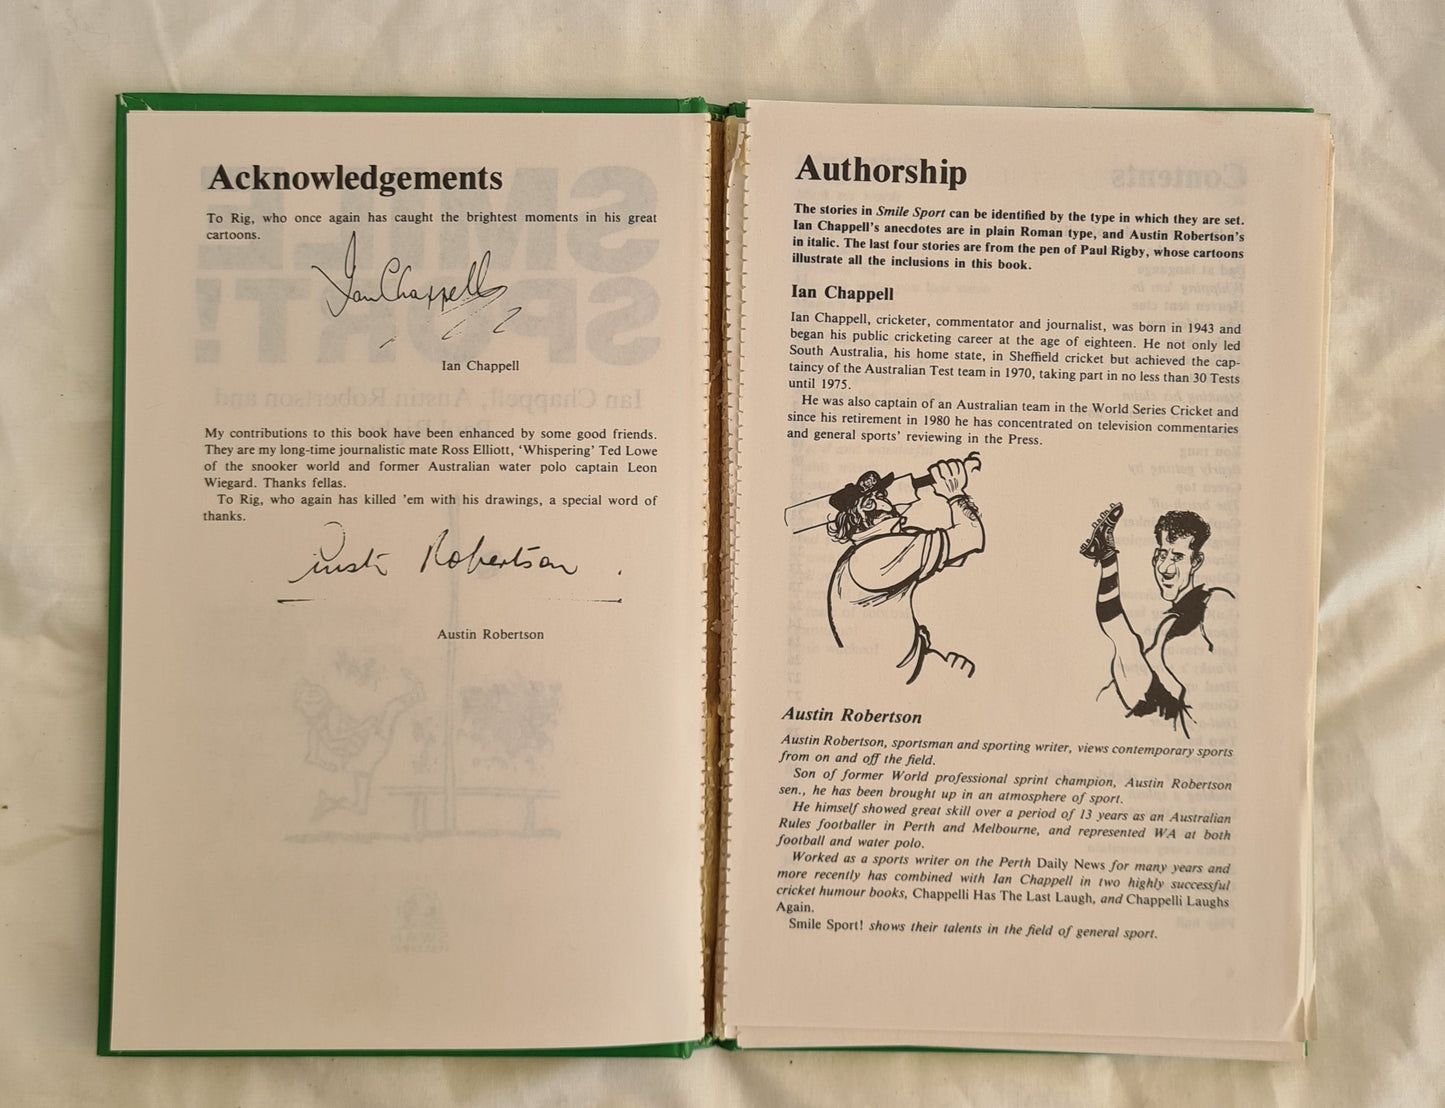 Acknowledgements
To Rig, who once again has caught the brightest moments in his great
cartoons.
Ian Chappell
Ian Chappell
My contributions to this book have been enhanced by some good friends.
They are my long-time journalistic mate Ross Elliott, ‘Whispering’ Ted Lowe
of the snooker world and former Australian water polo captain Leon
Wiegard. Thanks fellas.
To Rig, who again has killed 'em with his drawings, a special word of
thanks.
Austin Robertson
Austin Robertson
Authorship
The stories in Smile Sport can be identified by the type in which they are set.
Ian Chappell's anecdotes are in plain Roman type, and Austin Robertson's
in italic. The last four stories are from the pen of Paul Rigby, whose cartoons
illustrate all the inclusions in this book.
Ian Chappell
Ian Chappell, cricketer, commentator and journalist, was born in 1943 and
began his public cricketing career at the age of eighteen. He not only led
South Australia, his home state, in Sheffield cricket but achieved the cap-
taincy of the Australian Test team in 1970, taking part in no less than 30 Tests
until 1975.
He was also captain of an Australian team in the World Series Cricket and
since his retirement in 1980 he has concentrated on television commentaries
and general sports' reviewing in the Press.
Austin Robertson
Austin Robertson, sportsman and sporting writer, views contemporary sports
from on and off the field.
Son of former World professional sprint champion, Austin Robertson
sen., he has been brought up in an atmosphere of sport.
He himself showed great skill over a period of 13 years as an Australian
Rules footballer in Perth and Melbourne, and represented WA at both
football and water polo.
Worked as a sports writer on the Perth Daily News for many years and
more recently has combined with Ian Chappell in two highly successful
cricket humour books, Chappelli Has The Last Laugh, and Chappelli Laughs
Again.
Smile Sport! shows their talents in the field of general sport.